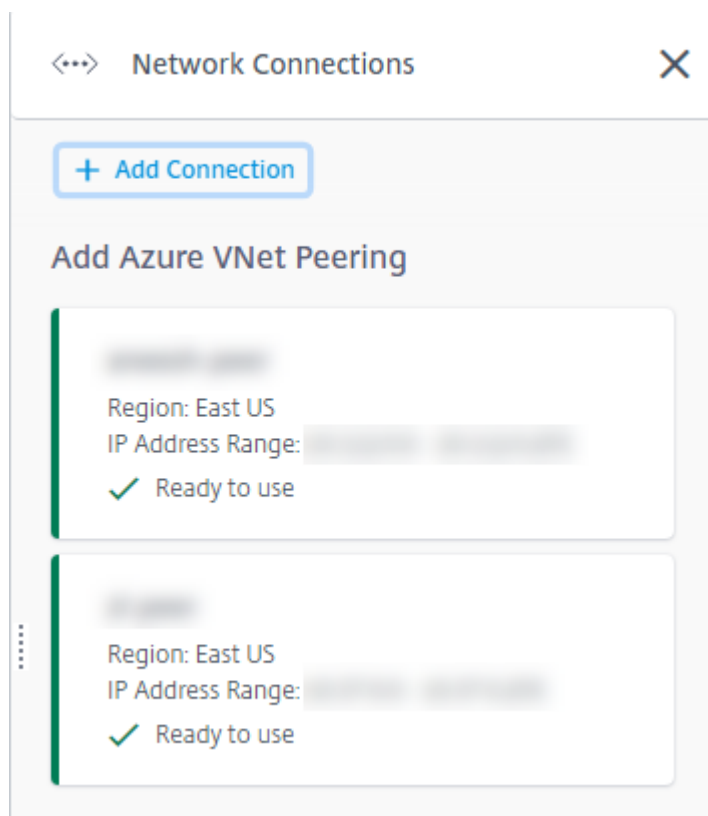 Network Connections
+ Add Connection
Add Azure VNet Peering
Region: East US
IP Address Range:
Ready to use
Region: East US
IP Address Range:
Ready to use